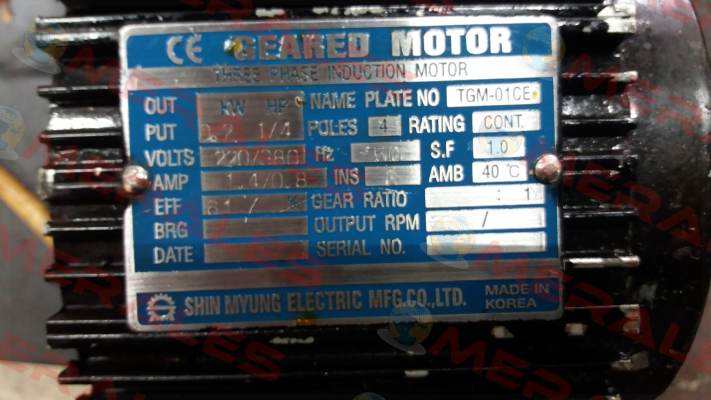 CE GEARED MOTOR
THREE PHASE INDUCTION MOTOR
OUT PUT KW HP NAME PLATE NO TGM-01CE
0.2 1/4 POLES 4 RATING CONT.
VOLTS 220/380 Hz S.F 1.0
AMP 1.4/0.8 INS AMB 40°C
EFF 61 / % GEAR RATIO : 1
BRG OUTPUT RPM /
DATE SERIAL NO.
SHIN MYUNG ELECTRIC MFG.CO.,LTD. MADE IN KOREA
MERALES